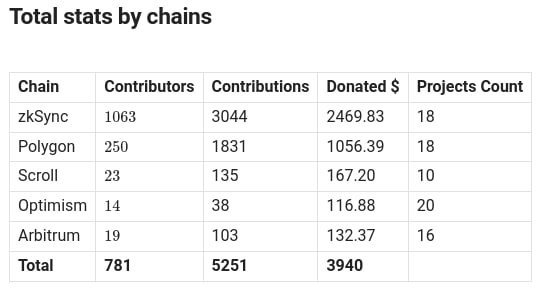 Total stats by chains
Chain Contributors Contributions Donated $ Projects Count
zkSync 1063 3044 2469.83 18
Polygon 250 1831 1056.39 18
Scroll 23 135 167.20 10
Optimism 14 38 116.88 20
Arbitrum 19 103 132.37 16
Total 781 5251 3940